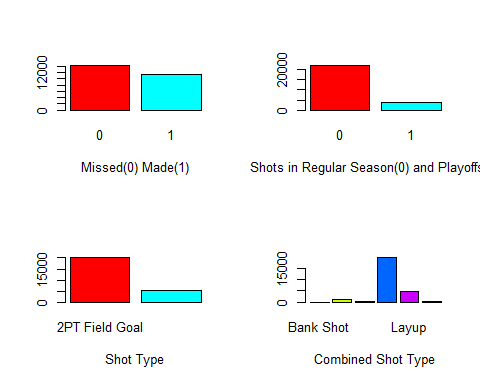 12000
0
0 1
Missed(0) Made(1)
20000
0
0 1
Shots in Regular Season(0) and Playoffs
15000
0
2PT Field Goal
Shot Type
15000
0
Bank Shot Layup
Combined Shot Type